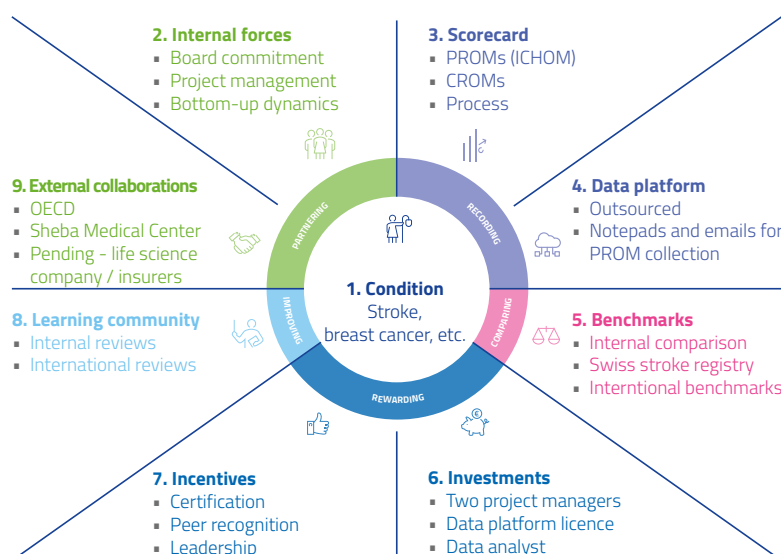 2. Internal forces
▪ Board commitment
▪ Project management
▪ Bottom-up dynamics
3. Scorecard
▪ PROMs (ICHOM)
▪ CROMs
▪ Process
9. External collaborations
▪ OECD
▪ Sheba Medical Center
▪ Pending - life science
company / insurers
4. Data platform
▪ Outsourced
▪ Notepads and emails for
PROM collection
PARTNERING
RECORDING
1. Condition
Stroke,
breast cancer, etc.
IMPROVING
COMPARING
REWARDING
8. Learning community
▪ Internal reviews
▪ International reviews
5. Benchmarks
▪ Internal comparison
▪ Swiss stroke registry
▪ Interntional benchmarks
7. Incentives
▪ Certification
▪ Peer recognition
▪ Leadership
6. Investments
▪ Two project managers
▪ Data platform licence
▪ Data analyst